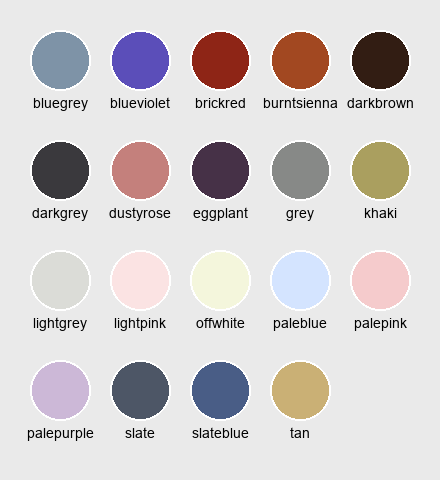 bluegrey blueviolet brickred burntsienna darkbrown
darkgrey dustyrose eggplant grey khaki
lightgrey lightpink offwhite paleblue palepink
palepurple slate slateblue tan